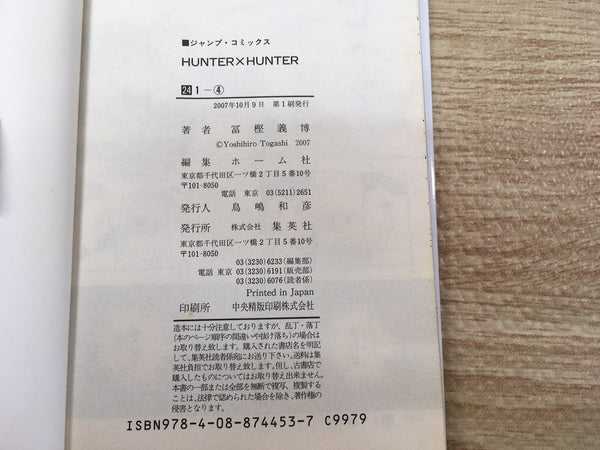 ■ジャンプ・コミックス
HUNTER×HUNTER
24 1－④
2007年10月9日 第1刷発行
著者 冨樫義博
©Yoshihiro Togashi 2007
編集 ホーム社
東京都千代田区一ツ橋2丁目5番10号
〒101-8050
電話 東京 03(5211)2651
発行人 鳥嶋和彦
発行所 株式会社 集英社
東京都千代田区一ツ橋2丁目5番10号
〒101-8050
03(3230)6233(編集部)
電話 東京 03(3230)6191(販売部)
03(3230)6076(読者係)
Printed in Japan
印刷所 中央精版印刷株式会社
造本には十分注意しておりますが、乱丁・落丁
(本のページ順序の間違いや抜け落ち)の場合は
お取り替え致します。購入された書店名を明記
して、集英社読者係宛にお送り下さい。送料は集
英社負担でお取り替え致します。但し、古書店で
購入したものについてはお取り替え出来ません。
本書の一部または全部を無断で複写、複製する
ことは、法律で認められた場合を除き、著作権の
侵害となります。
ISBN978-4-08-874453-7 C9979